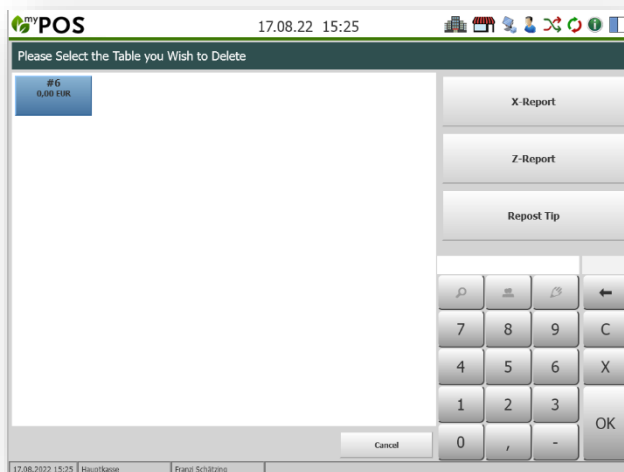 myPOS 17.08.22 15:25
Please Select the Table you Wish to Delete
#6
0,00 EUR
X-Report
Z-Report
Repost Tip
7 8 9 C
4 5 6 X
1 2 3
OK
0 , -
Cancel
17.08.2022 15:25 Hauptkasse Franzi Schätzing